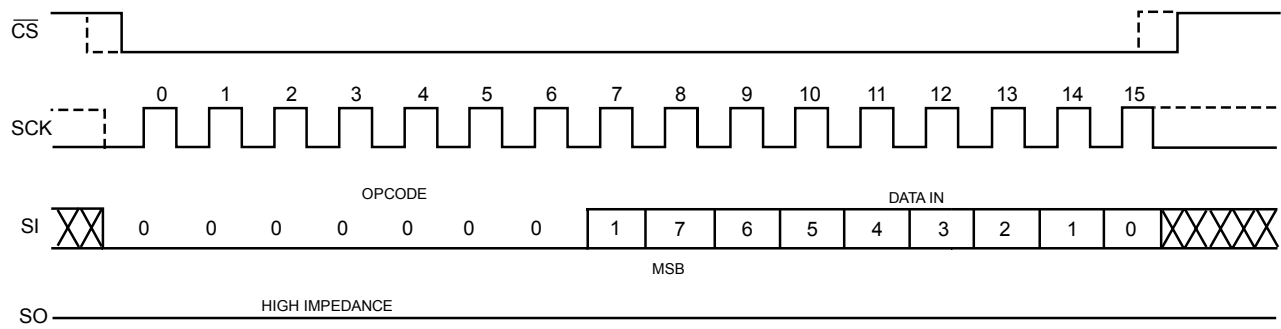 CS
0 1 2 3 4 5 6 7 8 9 10 11 12 13 14 15
SCK
OPCODE DATA IN
SI 0 0 0 0 0 0 0 1 7 6 5 4 3 2 1 0
MSB
HIGH IMPEDANCE
SO